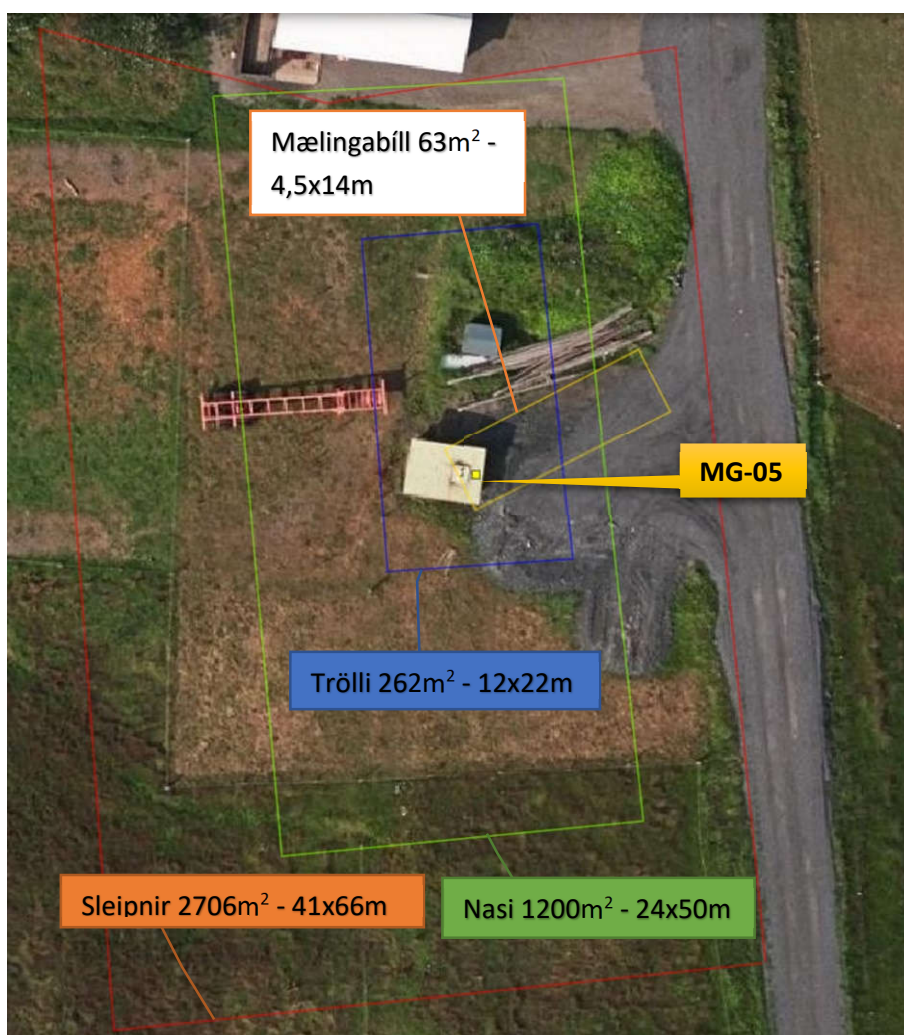 Mælingabíll 63m² -
4,5x14m
MG-05
Trölli 262m² - 12x22m
Sleipnir 2706m² - 41x66m
Nasi 1200m² - 24x50m